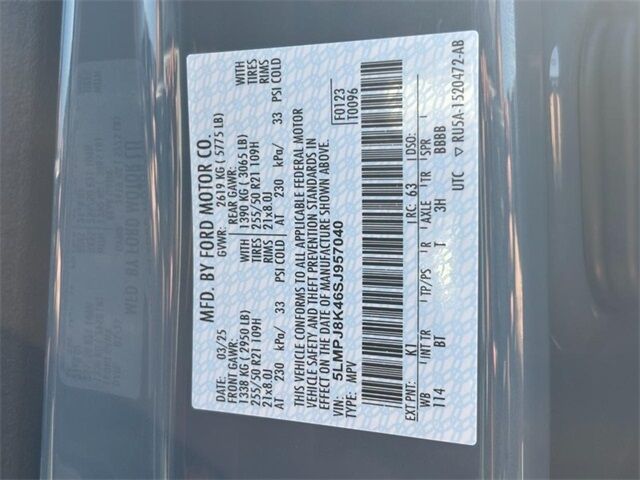 MFD. BY FORD MOTOR CO.
DATE: 03/25 GVWR: 2619 KG ( 5775 LB)
FRONT GAWR: REAR GAWR: WITH
1338 KG ( 2950 LB) 1390 KG ( 3065 LB) TIRES
255/50 R21 109H 255/50 R21 109H RIMS
21x8.0J 21x8.0J PSI COLD
AT 230 kPa/ 33 PSI COLD AT 230 kPa/ 33
WITH
TIRES
RIMS
THIS VEHICLE CONFORMS TO ALL APPLICABLE FEDERAL MOTOR
VEHICLE SAFETY AND THEFT PREVENTION STANDARDS IN
EFFECT ON THE DATE OF MANUFACTURE SHOWN ABOVE.
VIN: 5LMPJ8K46SJ957040
TYPE: MPV
F0123
T0096
EXT PNT: K1 RC: 63 DSO:
WB INT TR TP/PS R AXLE TR SPR
114 BT T 3H BBBB
UTC ▽ RU5A-1520472-AB